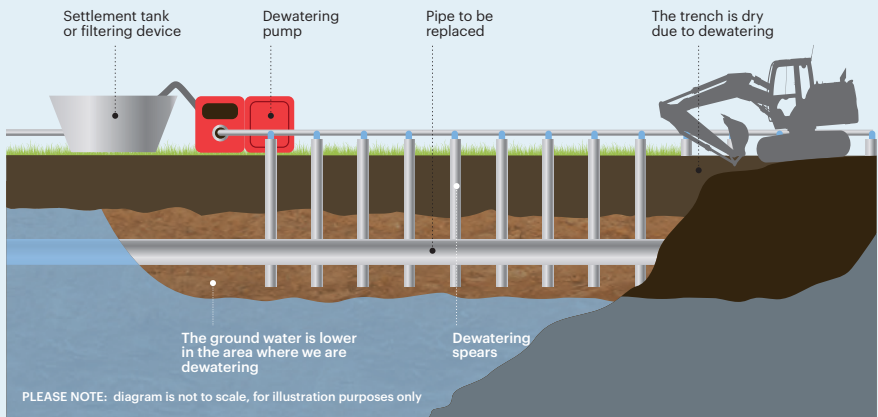 Settlement tank
or filtering device
Dewatering
pump
Pipe to be
replaced
The trench is dry
due to dewatering
The ground water is lower
in the area where we are
dewatering
Dewatering
spears
PLEASE NOTE: diagram is not to scale, for illustration purposes only